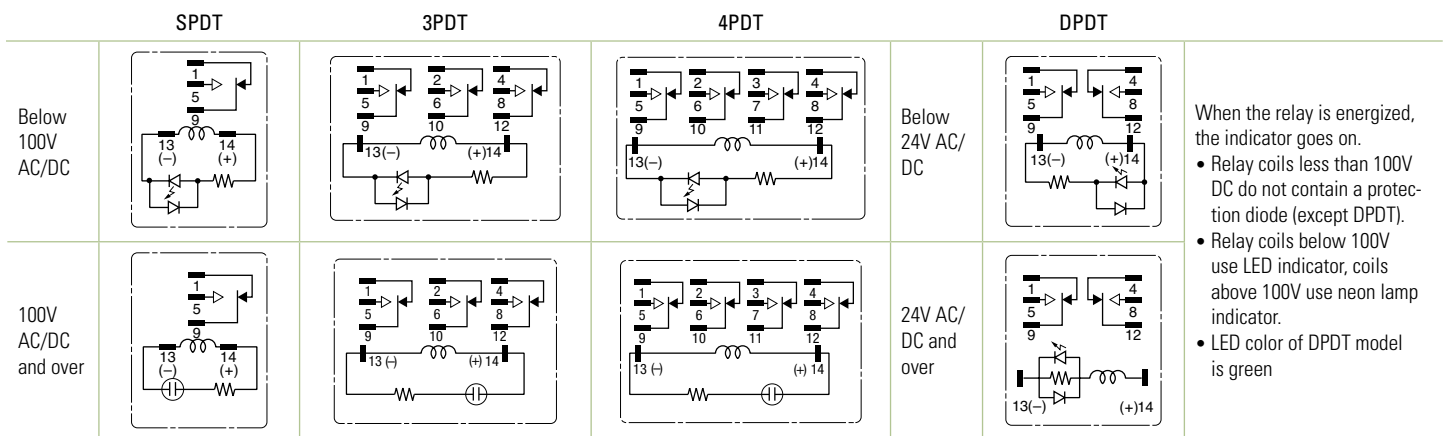 SPDT 3PDT 4PDT DPDT
Below
100V
AC/DC
1
5
9
13 14
(–) (+)
1 2 4
5 6 8
9 10 12
13(–) (+)14
1 2 3 4
5 6 7 8
9 10 11 12
13(–) (+)14
Below
24V AC/
DC
1 4
5 8
9 12
13(–) (+)14
When the relay is energized,
the indicator goes on.
• Relay coils less than 100V
DC do not contain a protec-
tion diode (except DPDT).
• Relay coils below 100V
use LED indicator, coils
above 100V use neon lamp
indicator.
• LED color of DPDT model
is green
100V
AC/DC
and over
1
5
9
13 14
(–) (+)
1 2 4
5 6 8
9 10 12
13 (–) (+) 14
1 2 3 4
5 6 7 8
9 10 11 12
13 (–) (+) 14
24V AC/
DC and
over
1 4
5 8
9 12
13(–) (+)14